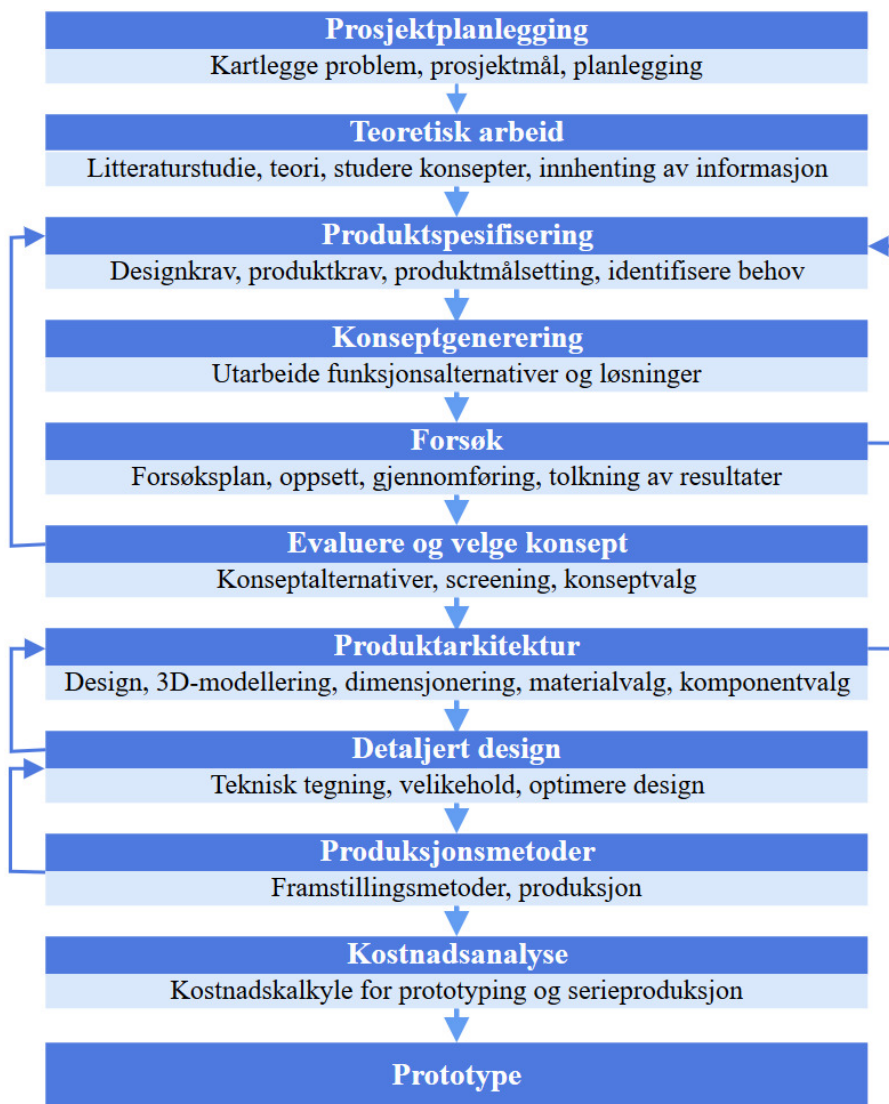 Prosjektplanlegging
Kartlegge problem, prosjektmål, planlegging
Teoretisk arbeid
Litteraturstudie, teori, studere konsepter, innhenting av informasjon
Produktspesifisering
Designkrav, produktkrav, produktmålsetting, identifisere behov
Konseptgenerering
Utarbeide funksjonsalternativer og løsninger
Forsøk
Forsøksplan, oppsett, gjennomføring, tolkning av resultater
Evaluere og velge konsept
Konseptalternativer, screening, konseptvalg
Produktarkitektur
Design, 3D-modellering, dimensjonering, materialvalg, komponentvalg
Detaljert design
Teknisk tegning, velikehold, optimere design
Produksjonsmetoder
Framstillingsmetoder, produksjon
Kostnadsanalyse
Kostnadskalkyle for prototyping og serieproduksjon
Prototype